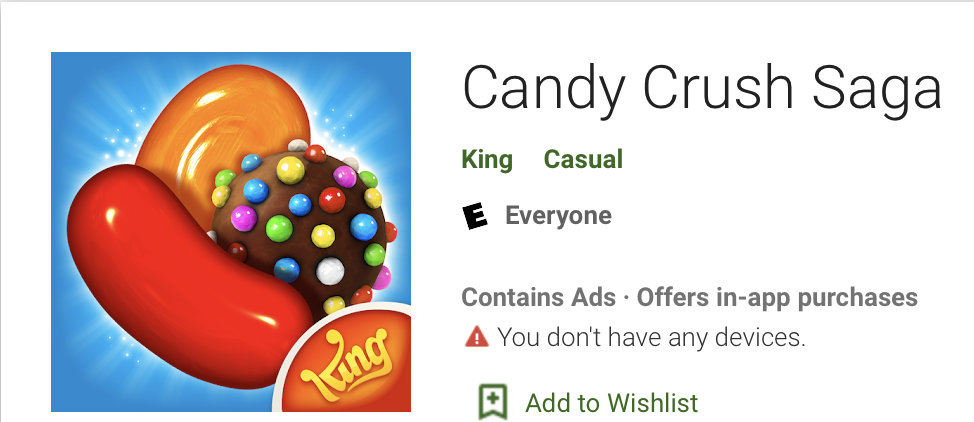 Candy Crush Saga
King Casual
E Everyone
Contains Ads · Offers in-app purchases
You don't have any devices.
King
Add to Wishlist